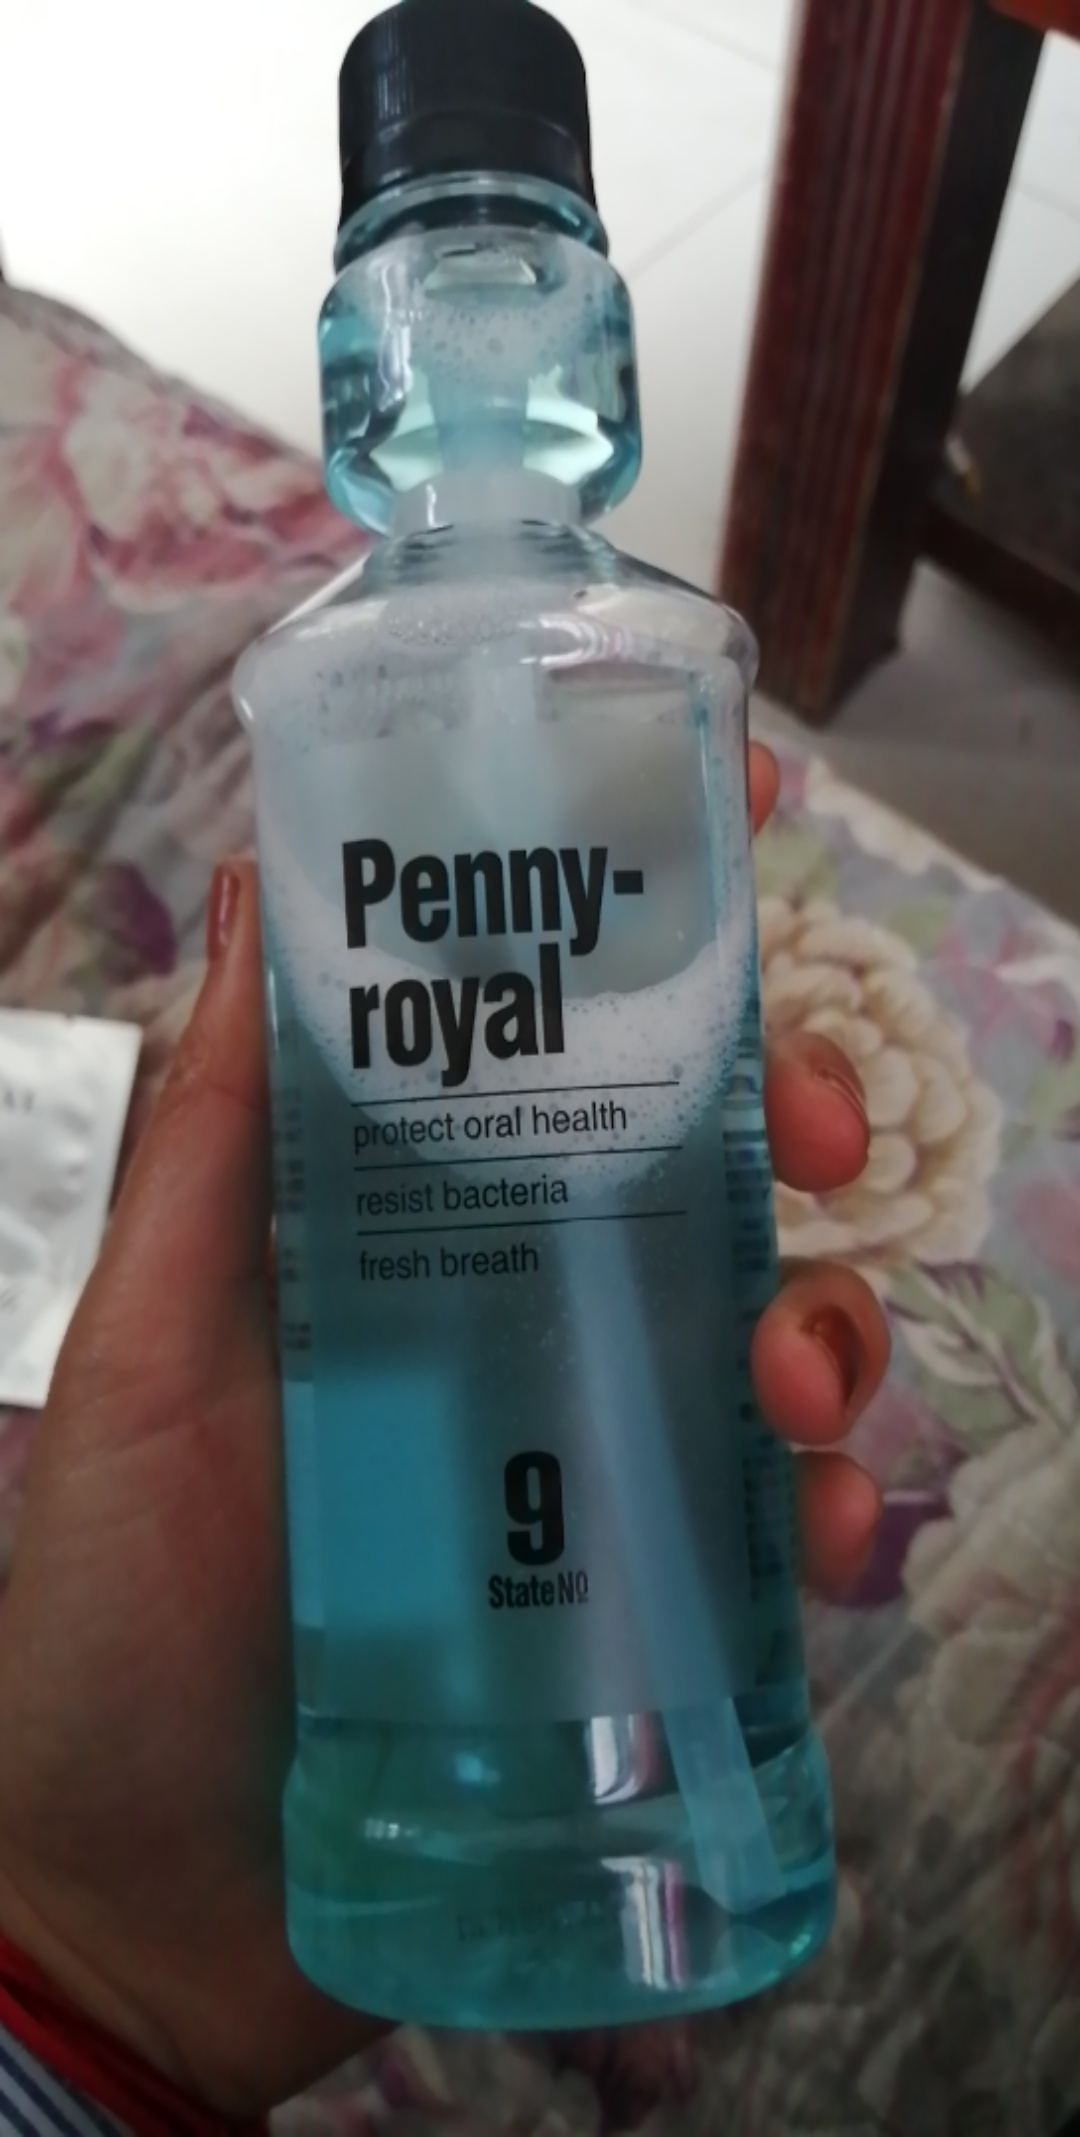 Penny-
royal
protect oral health
resist bacteria
fresh breath
9
StateNº